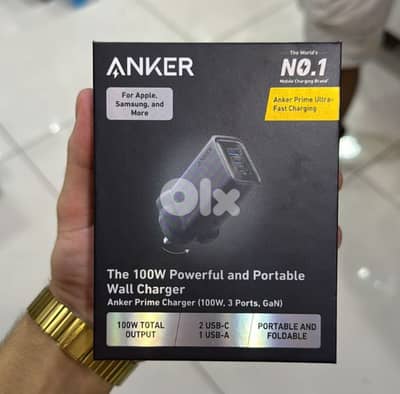 ANKER
The World's
NO.1
Mobile Charging Brand
For Apple,
Samsung, and
More
Anker Prime Ultra-
Fast Charging
OLX
The 100W Powerful and Portable
Wall Charger
Anker Prime Charger (100W, 3 Ports, GaN)
100W TOTAL
OUTPUT
2 USB-C
1 USB-A
PORTABLE AND
FOLDABLE